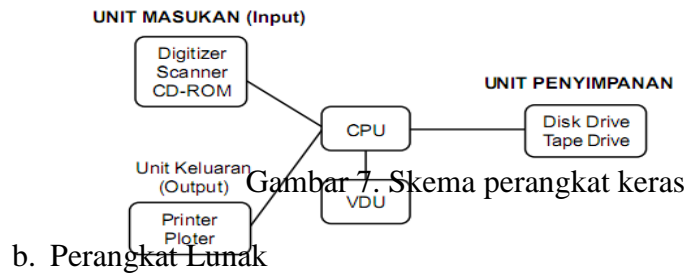 UNIT MASUKAN (Input)
Digitizer
Scanner
CD-ROM
UNIT PENYIMPANAN
CPU
Disk Drive
Tape Drive
Unit Keluaran
(Output)
Gambar 7. Skema perangkat keras
VDU
Printer
Ploter
b. Perangkat Lunak